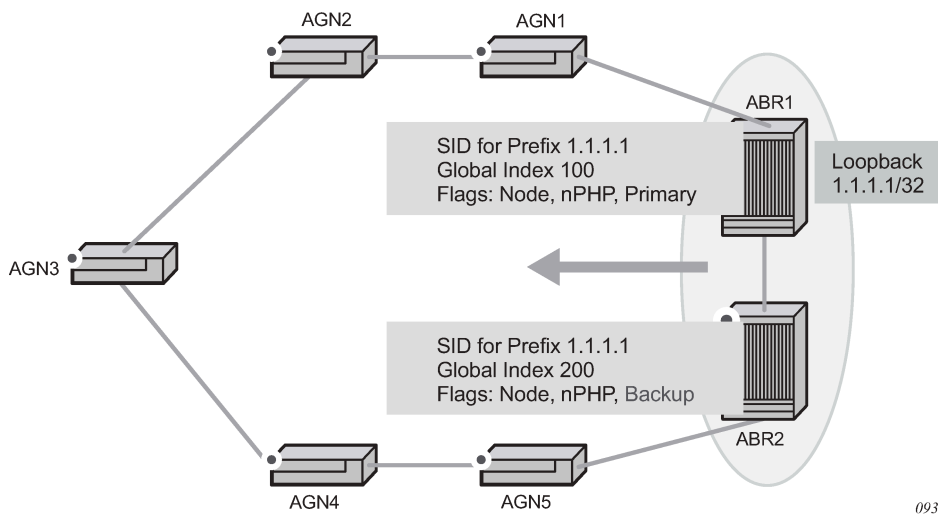 AGN2
AGN1
ABR1
SID for Prefix 1.1.1.1
Global Index 100
Flags: Node, nPHP, Primary
Loopback
1.1.1.1/32
AGN3
SID for Prefix 1.1.1.1
Global Index 200
Flags: Node, nPHP, Backup
ABR2
AGN4
AGN5
093